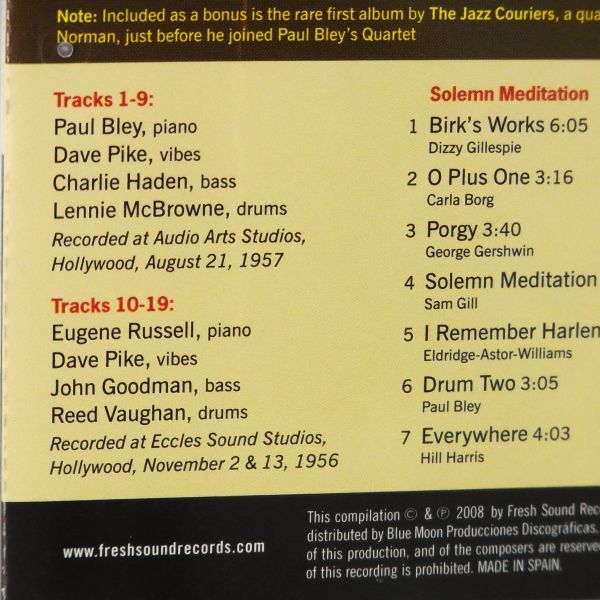 Note: Included as a bonus is the rare first album by The Jazz Couriers, a
Norman, just before he joined Paul Bley's Quartet
Tracks 1-9:
Paul Bley, piano
Dave Pike, vibes
Charlie Haden, bass
Lennie McBrowne, drums
Recorded at Audio Arts Studios,
Hollywood, August 21, 1957
Tracks 10-19:
Eugene Russell, piano
Dave Pike, vibes
John Goodman, bass
Reed Vaughan, drums
Recorded at Eccles Sound Studios,
Hollywood, November 2 & 13, 1956
Solemn Meditation
1 Birk's Works 6:05
Dizzy Gillespie
2 O Plus One 3:16
Carla Borg
3 Porgy 3:40
George Gershwin
4 Solemn Meditation
Sam Gill
5 I Remember Harlen
Eldridge-Astor-Williams
6 Drum Two 3:05
Paul Bley
7 Everywhere 4:03
Hill Harris
www.freshsoundrecords.com
This compilation © & ℗ 2008 by Fresh Sound Rec
distributed by Blue Moon Producciones Discográficas.
of this production, and of the composers are reserve
of this recording is prohibited. MADE IN SPAIN.